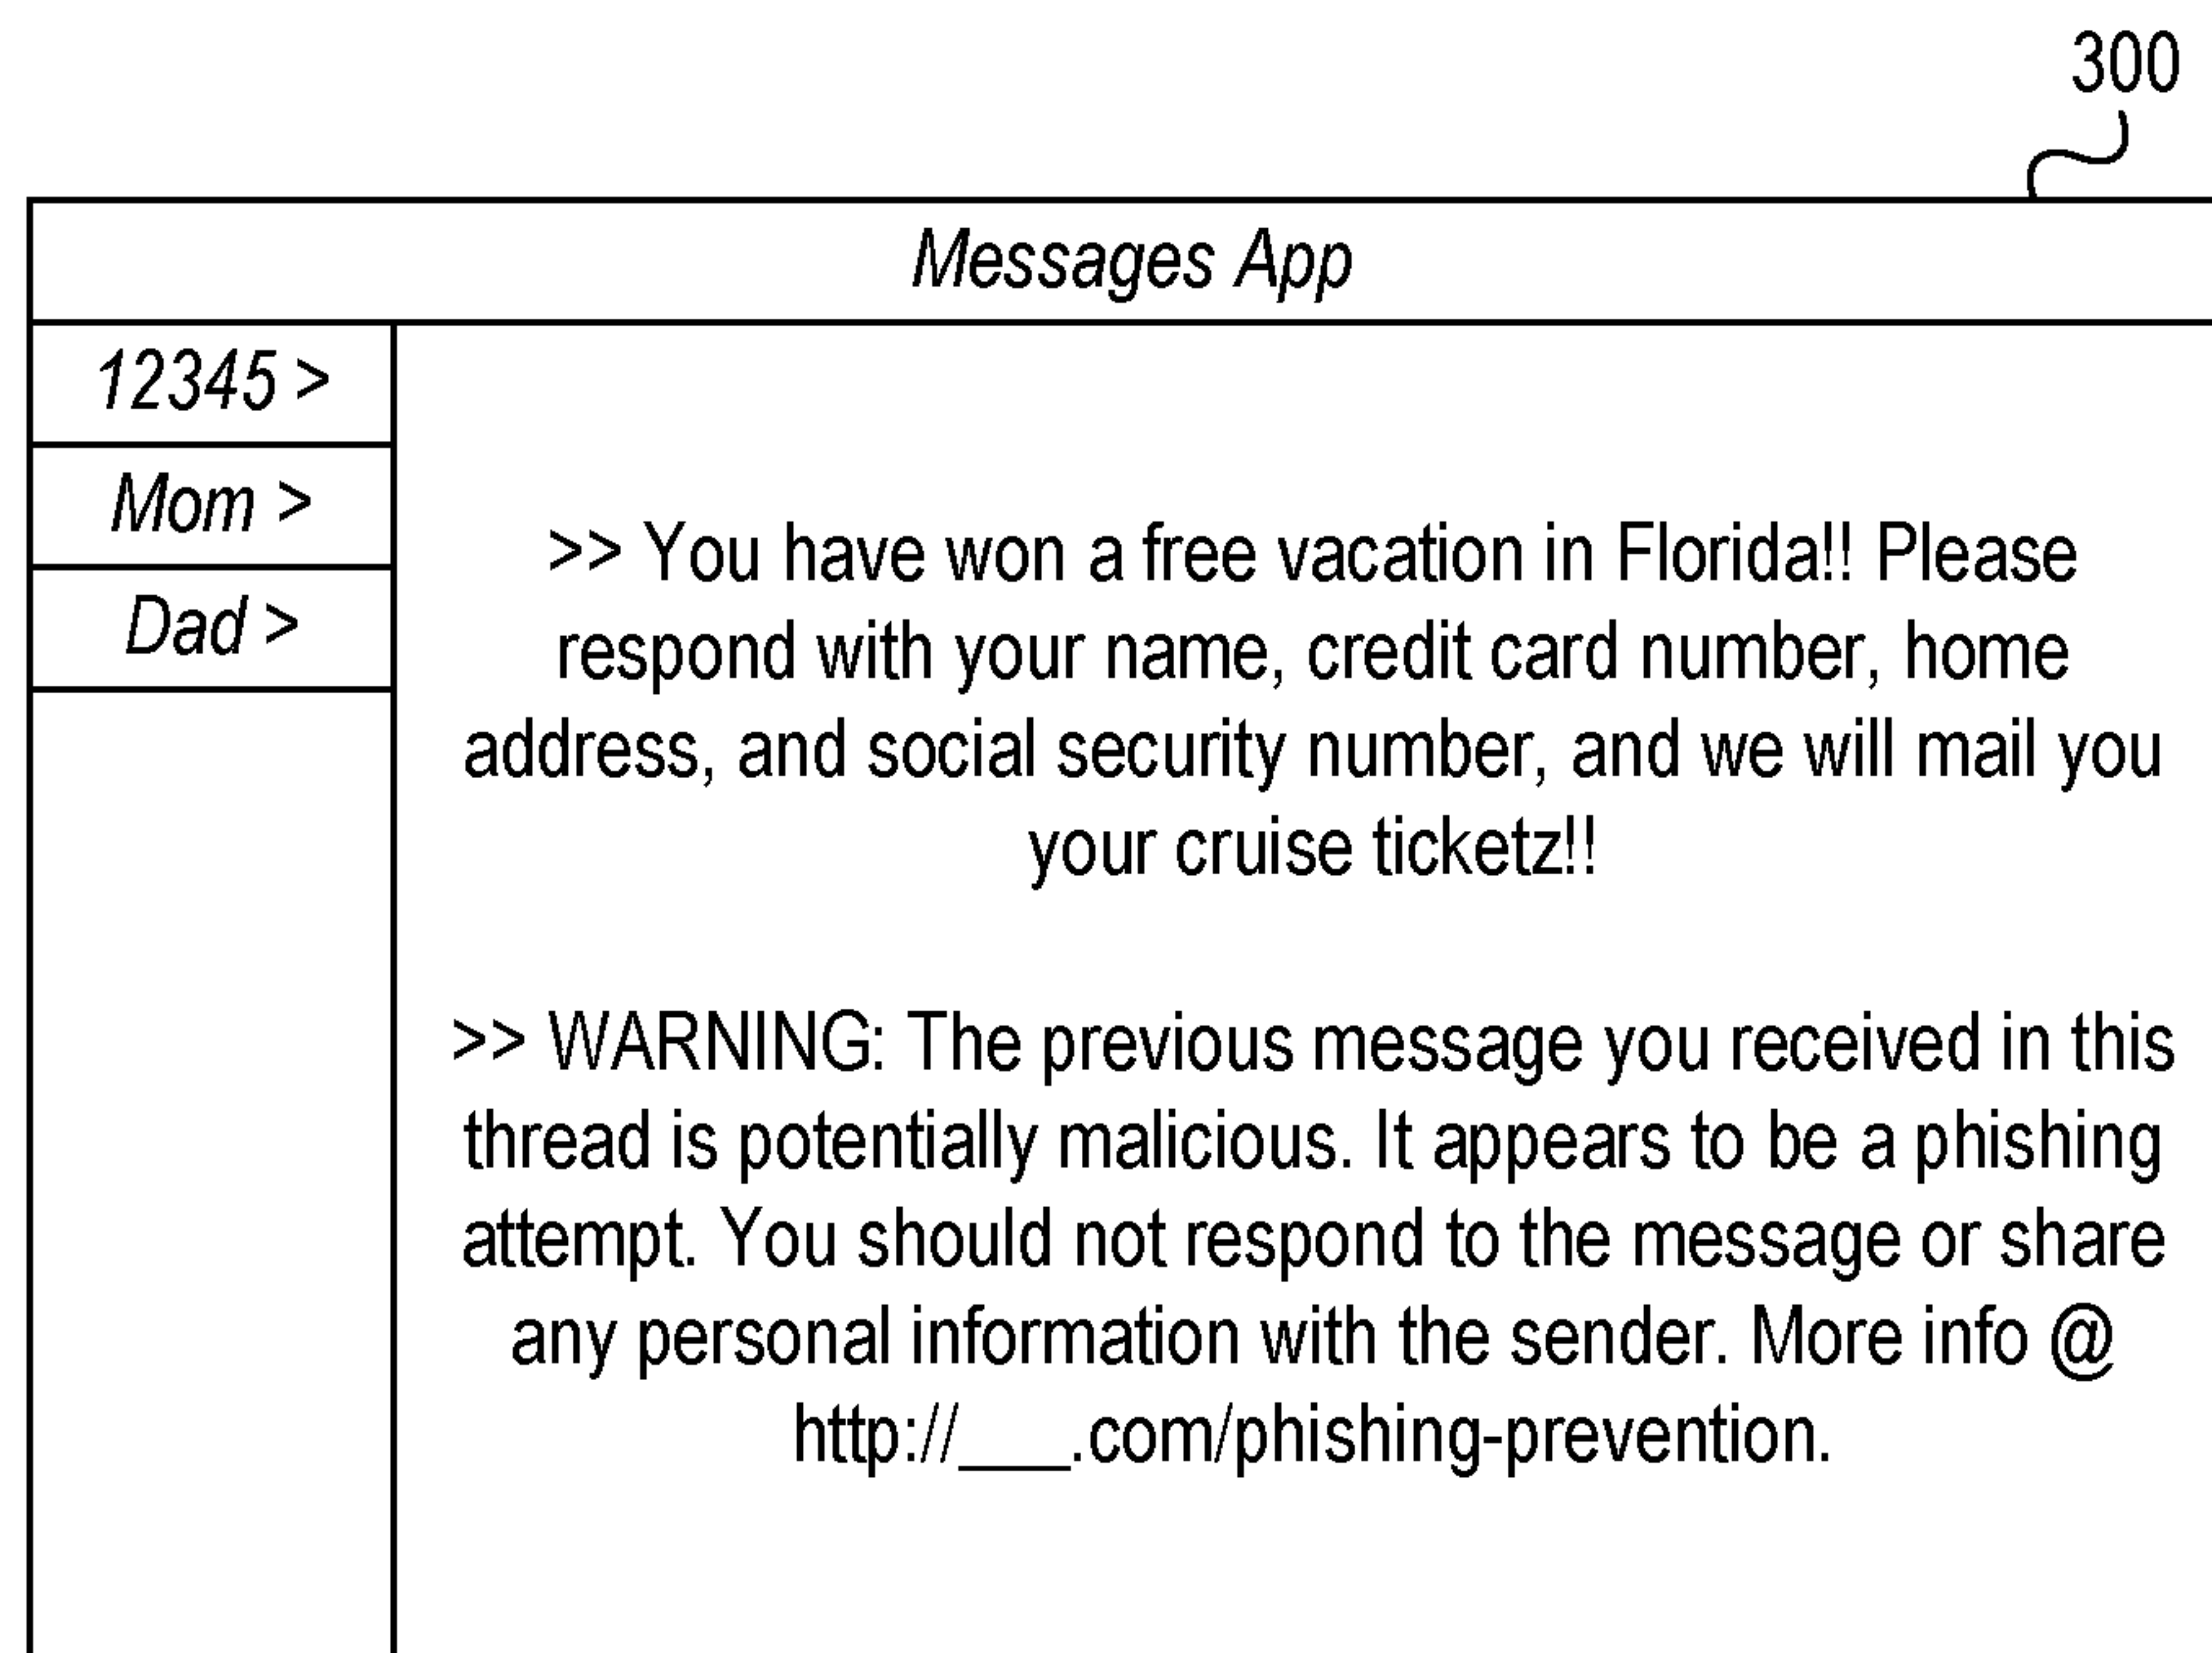 300
Messages App
12345 >
Mom >
Dad >
>> You have won a free vacation in Florida!! Please
respond with your name, credit card number, home
address, and social security number, and we will mail you
your cruise ticketz!!
>> WARNING: The previous message you received in this
thread is potentially malicious. It appears to be a phishing
attempt. You should not respond to the message or share
any personal information with the sender. More info @
http://___.com/phishing-prevention.